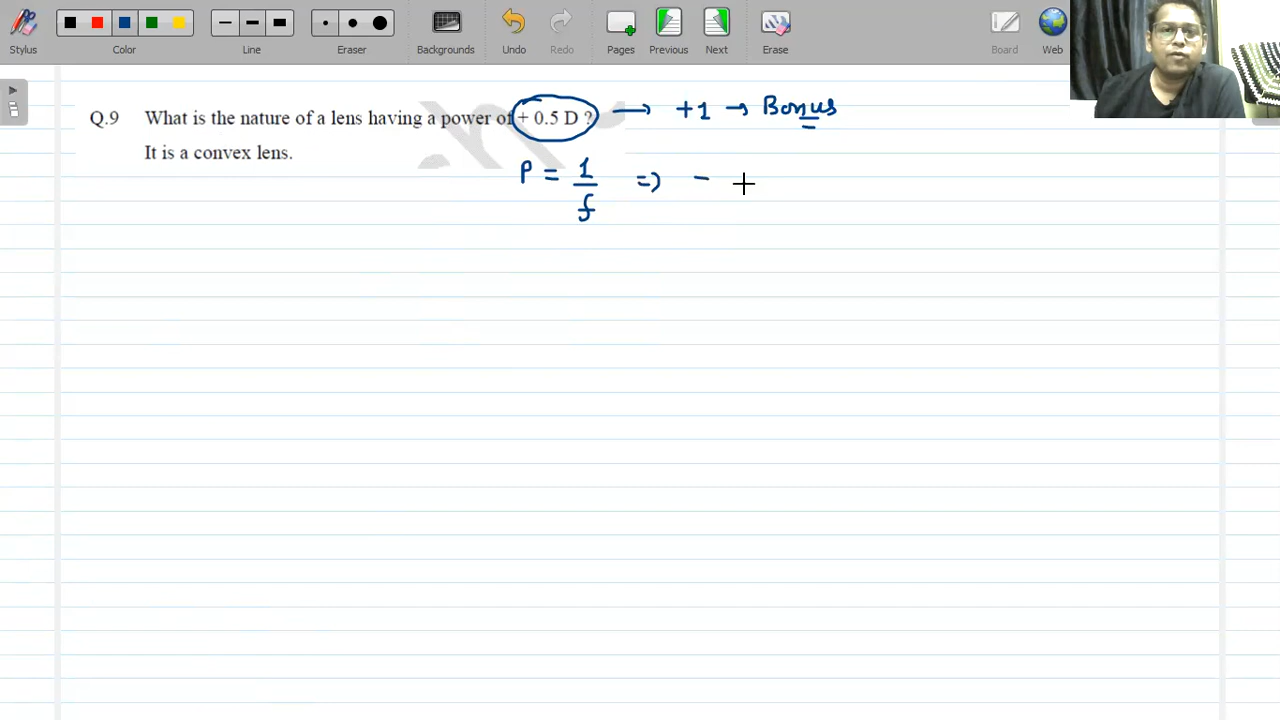 Stylus Color Line Eraser Backgrounds Undo Redo Pages Previous Next Erase Board Web
Q.9 What is the nature of a lens having a power of + 0.5 D ? → +1 → Bonus
It is a convex lens.
P = 1/f => -